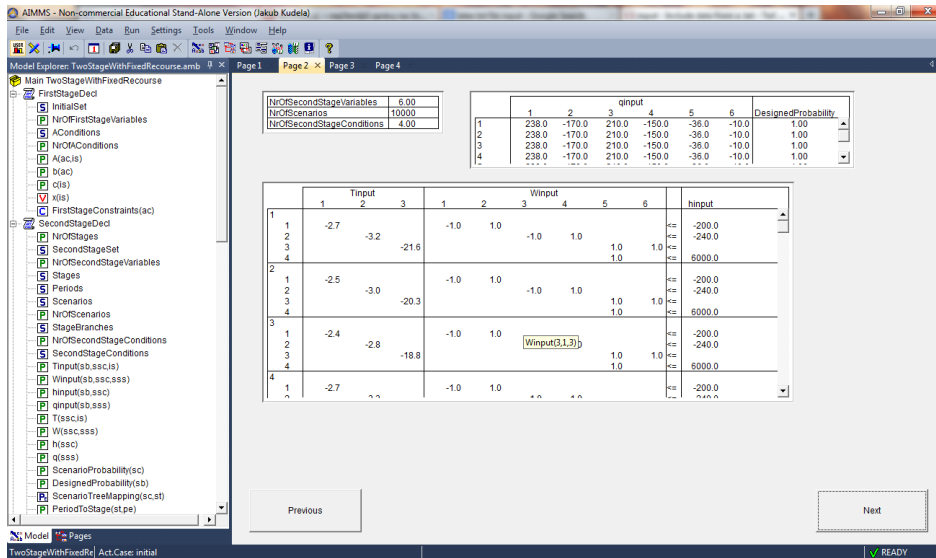 AIMMS - Non-commercial Educational Stand-Alone Version (Jakub Kudela)
File Edit View Data Run Settings Tools Window Help
Model Explorer: TwoStageWithFixedRecourse.amb
Page 1 Page 2 Page 3 Page 4
Main TwoStageWithFixedRecourse
FirstStageDecl
S InitialSet
P NrOfFirstStageVariables
S AConditions
P NrofAConditions
P A(ac,is)
P b(ac)
P c(is)
V x(is)
C FirstStageConstraints(ac)
SecondStageDecl
P NrOfStages
S SecondStageSet
P NrOfSecondStageVariables
S Stages
S Periods
S Scenarios
P NrOfScenarios
S StageBranches
P NrOfSecondStageConditions
S SecondStageConditions
P Tinput(sb,ssc,is)
P Winput(sb,ssc,sss)
P hinput(sb,ssc)
P qinput(sb,sss)
P T(ssc,is)
P W(ssc,sss)
P h(ssc)
P q(sss)
P ScenarioProbability(sc)
P DesignedProbability(sb)
P ScenarioTreeMapping(sc,st)
P PeriodToStage(st,pe)
Model Pages
NrOfSecondStageVariables 6.00
NrOfScenarios 10000
NrOfSecondStageConditions 4.00
qinput
1 2 3 4 5 6 DesignedProbability
1 238.0 -170.0 210.0 -150.0 -36.0 -10.0 1.00
2 238.0 -170.0 210.0 -150.0 -36.0 -10.0 1.00
3 238.0 -170.0 210.0 -150.0 -36.0 -10.0 1.00
4 238.0 -170.0 210.0 -150.0 -36.0 -10.0 1.00
Tinput Winput
1 2 3 1 2 3 4 5 6 hinput
1
1 -2.7 -1.0 1.0 <= -200.0
2 -3.2 -1.0 1.0 <= -240.0
3 -21.6 1.0 1.0 <=
4 1.0 <= 6000.0
2
1 -2.5 -1.0 1.0 <= -200.0
2 -3.0 -1.0 1.0 <= -240.0
3 -20.3 1.0 1.0 <=
4 1.0 <= 6000.0
3
1 -2.4 -1.0 1.0 <= -200.0
2 -2.8 Winput(3,1,3) <= -240.0
3 -18.8 1.0 1.0 <=
4 1.0 <= 6000.0
4
1 -2.7 -1.0 1.0 <= -200.0
Previous Next
TwoStageWithFixedRe Act.Case: initial READY